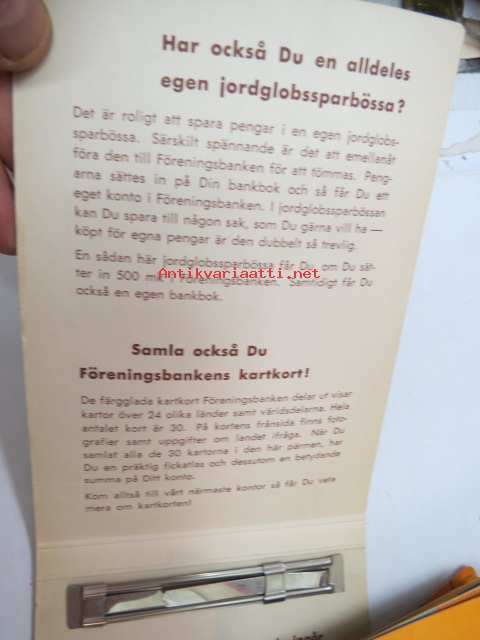 Har också Du en alldeles
egen jordglobssparbössa?
Det är roligt att spara pengar i en egen jordglobs-
sparbössa. Särskilt spännande är det att emellanåt
föra den till Föreningsbanken för att tömmas. Peng-
arna sättes in på Din bankbok och så får Du ett
eget konto i Föreningsbanken. I jordglobssparbössan
kan Du spara till någon sak, som Du gärna vill ha —
köpt för egna pengar är den dubbelt så trevlig.
En sådan här jordglobssparbössa får Du, om Du sät-
ter in 500 mk i Föreningsbanken. Samtidigt får Du
också en egen bankbok.
Antikvariaatti.net
Samla också Du
Föreningsbankens kartkort!
De färgglada kartkort Föreningsbanken delar ut visar
kartor över 24 olika länder samt världsdelarna. Hela
antalet kort är 30. På kortens frånsida finns foto-
grafier samt uppgifter om landet ifråga. När Du
samlat alla de 30 kartorna i den här pärmen, har
Du en präktig fickatlas och dessutom en betydande
summa på Ditt konto.
Kom alltså till vårt närmaste kontor så får Du veta
mera om kartkorten!